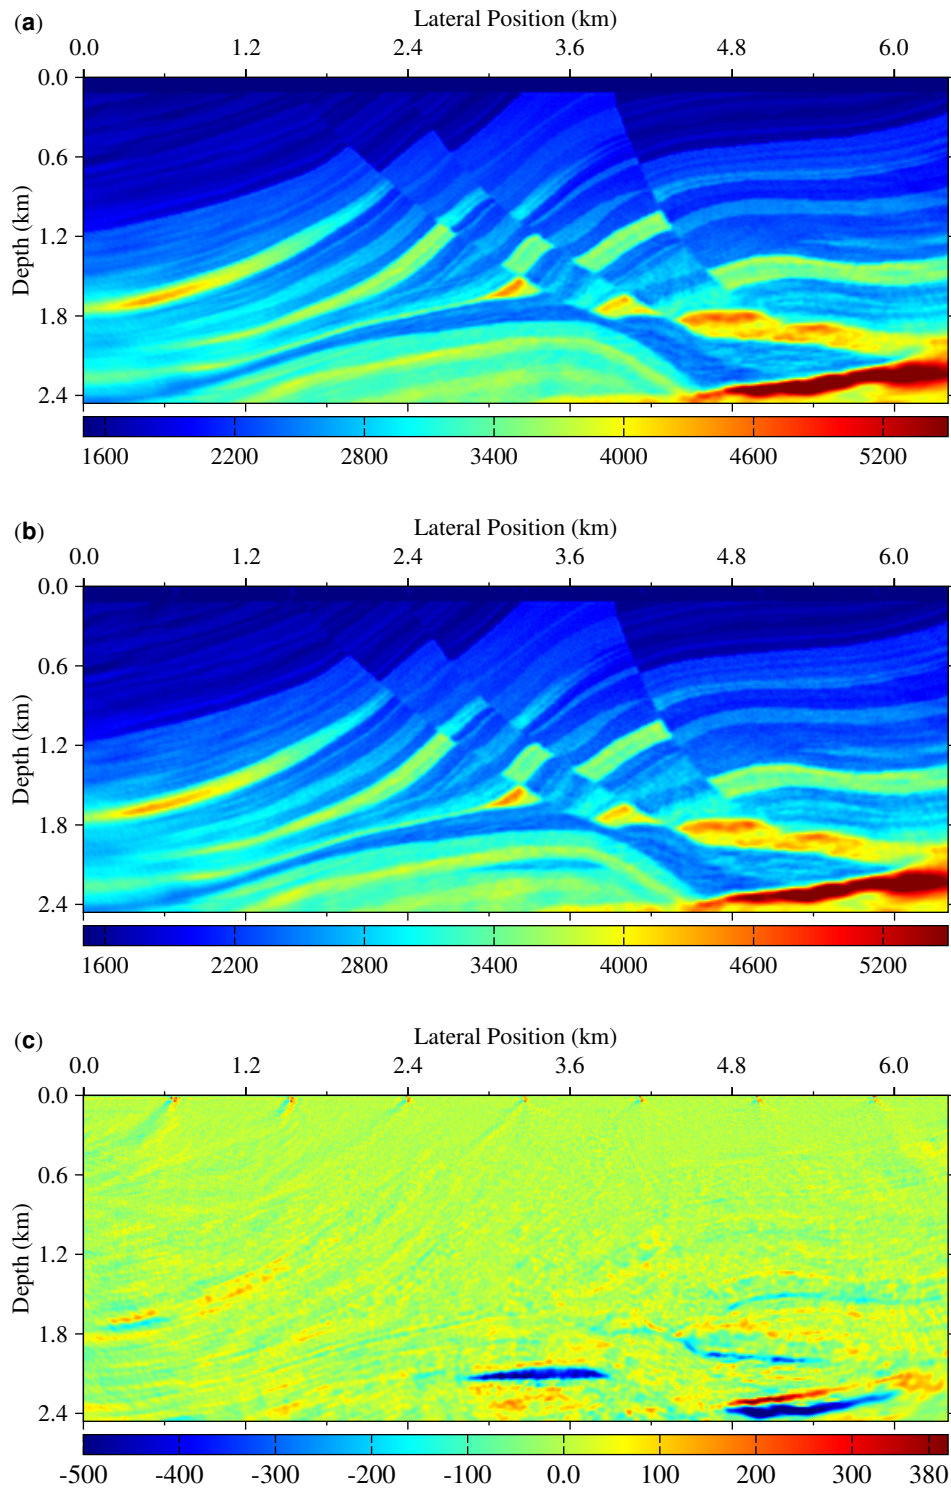 (a)
Lateral Position (km)
0.0 1.2 2.4 3.6 4.8 6.0
0.0
0.6
1.2
1.8
2.4
Depth (km)
1600 2200 2800 3400 4000 4600 5200
(b)
Lateral Position (km)
0.0 1.2 2.4 3.6 4.8 6.0
0.0
0.6
1.2
1.8
2.4
Depth (km)
1600 2200 2800 3400 4000 4600 5200
(c)
Lateral Position (km)
0.0 1.2 2.4 3.6 4.8 6.0
0.0
0.6
1.2
1.8
2.4
Depth (km)
-500 -400 -300 -200 -100 0.0 100 200 300 380